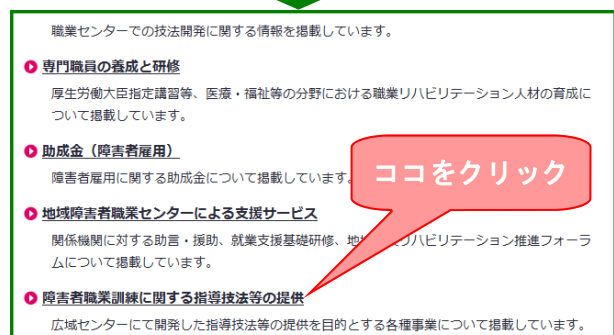 職業センターでの技法開発に関する情報を掲載しています。
専門職員の養成と研修
厚生労働大臣指定講習等、医療・福祉等の分野における職業リハビリテーション人材の育成に
ついて掲載しています。
助成金（障害者雇用）
障害者雇用に関する助成金について掲載しています。
ココをクリック
地域障害者職業センターによる支援サービス
関係機関に対する助言・援助、就業支援基礎研修、地 リハビリテーション推進フォーラ
ムについて掲載しています。
障害者職業訓練に関する指導技法等の提供
広域センターにて開発した指導技法等の提供を目的とする各種事業について掲載しています。